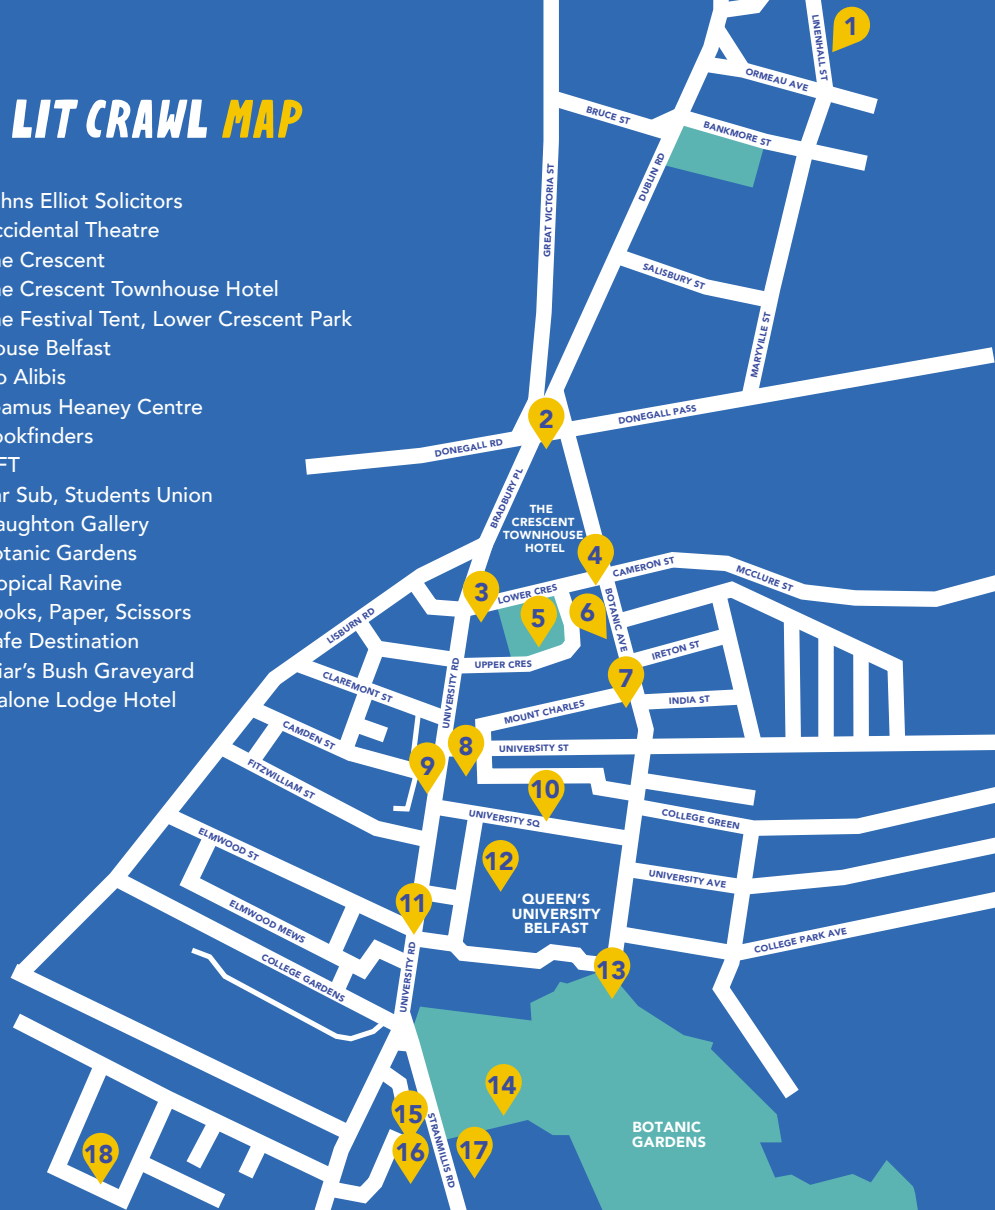 LIT CRAWL MAP
hns Elliot Solicitors
ccidental Theatre
e Crescent
e Crescent Townhouse Hotel
e Festival Tent, Lower Crescent Park
ouse Belfast
o Alibis
amus Heaney Centre
okfinders
FT
r Sub, Students Union
aughton Gallery
otanic Gardens
opical Ravine
ooks, Paper, Scissors
afe Destination
iar's Bush Graveyard
alone Lodge Hotel
1
LINENHALL ST
ORMEAU AVE
BRUCE ST
BANKMORE ST
DUBLIN RD
GREAT VICTORIA ST
SALISBURY ST
MARYVILLE ST
2
DONEGALL PASS
DONEGALL RD
BRADBURY PL
THE
CRESCENT
TOWNHOUSE
HOTEL
4
CAMERON ST
MCCLURE ST
3
LOWER CRES
5
6
BOTANIC AVE
LISBURN RD
UPPER CRES
IRETON ST
7
CLAREMONT ST
UNIVERSITY RD
INDIA ST
MOUNT CHARLES
CAMDEN ST
8
UNIVERSITY ST
9
FITZWILLIAM ST
10
UNIVERSITY SQ
COLLEGE GREEN
ELMWOOD ST
12
UNIVERSITY AVE
11
QUEEN'S
UNIVERSITY
BELFAST
ELMWOOD MEWS
COLLEGE PARK AVE
COLLEGE GARDENS
UNIVERSITY RD
13
14
15
STRANMILLIS RD
BOTANIC
GARDENS
16
17
18